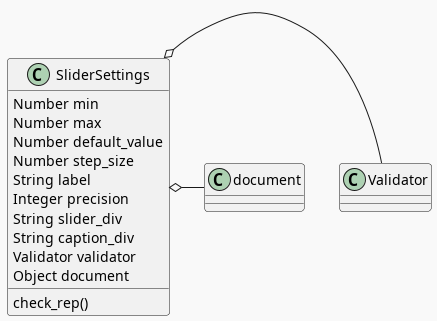 C SliderSettings
Number min
Number max
Number default_value
Number step_size
String label
Integer precision
String slider_div
String caption_div
Validator validator
Object document
check_rep()
C document
C Validator